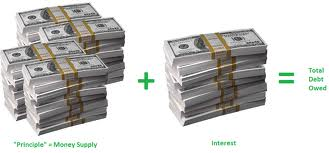 +
=
Total
Debt
Owed
"Principle" = Money Supply
Interest